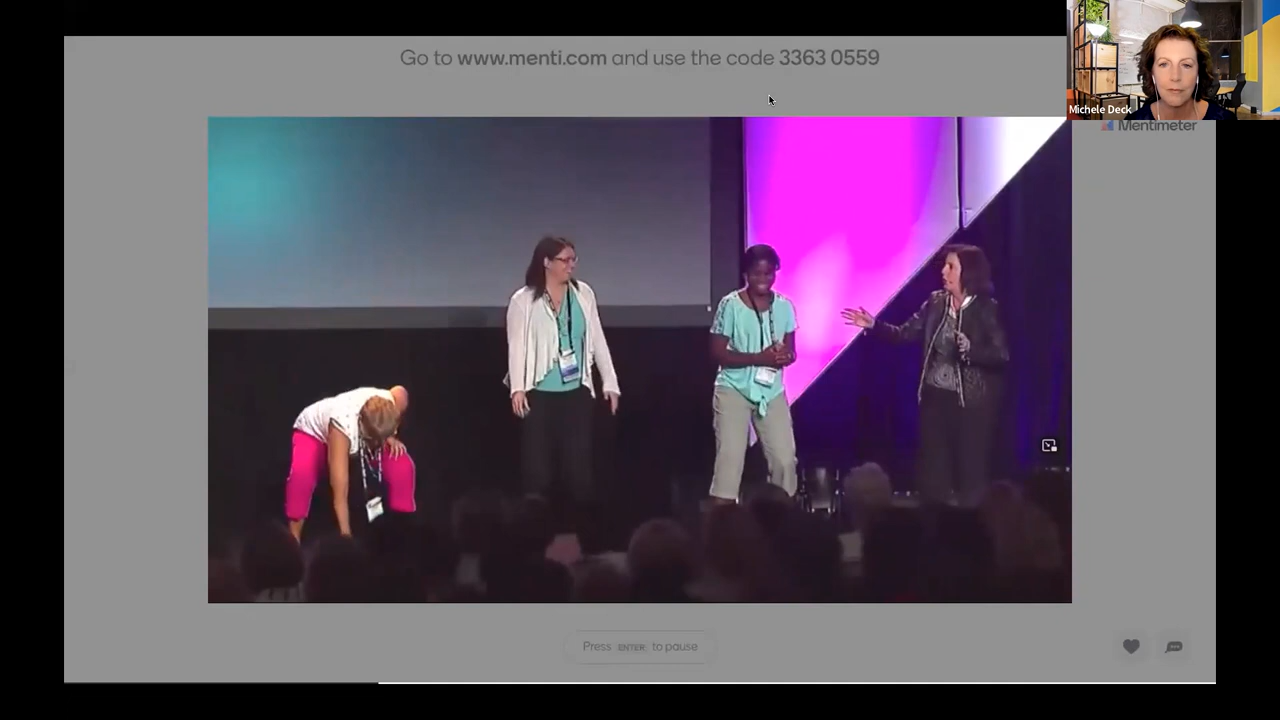 Go to www.menti.com and use the code 3363 0559
Michele Deck
Mentimeter
Press ENTER to pause